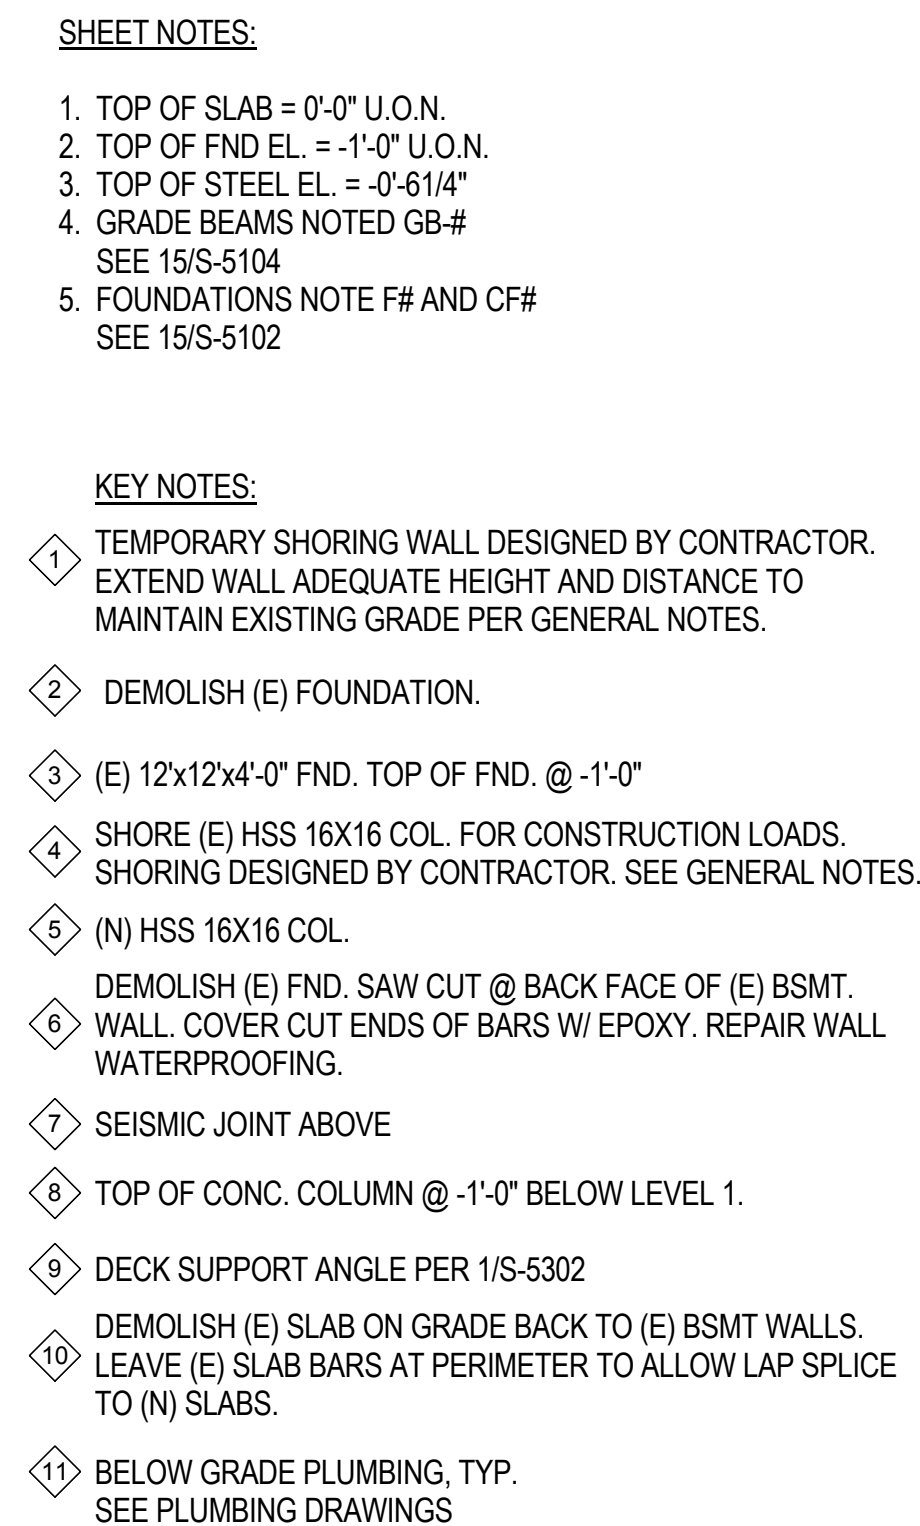 SHEET NOTES:
1. TOP OF SLAB = 0'-0" U.O.N.
2. TOP OF FND EL. = -1'-0" U.O.N.
3. TOP OF STEEL EL. = -0'-61/4"
4. GRADE BEAMS NOTED GB-#
SEE 15/S-5104
5. FOUNDATIONS NOTE F# AND CF#
SEE 15/S-5102
KEY NOTES:
1 TEMPORARY SHORING WALL DESIGNED BY CONTRACTOR.
EXTEND WALL ADEQUATE HEIGHT AND DISTANCE TO
MAINTAIN EXISTING GRADE PER GENERAL NOTES.
2 DEMOLISH (E) FOUNDATION.
3 (E) 12'x12'x4'-0" FND. TOP OF FND. @ -1'-0"
4 SHORE (E) HSS 16X16 COL. FOR CONSTRUCTION LOADS.
SHORING DESIGNED BY CONTRACTOR. SEE GENERAL NOTES.
5 (N) HSS 16X16 COL.
DEMOLISH (E) FND. SAW CUT @ BACK FACE OF (E) BSMT.
6 WALL. COVER CUT ENDS OF BARS W/ EPOXY. REPAIR WALL
WATERPROOFING.
7 SEISMIC JOINT ABOVE
8 TOP OF CONC. COLUMN @ -1'-0" BELOW LEVEL 1.
9 DECK SUPPORT ANGLE PER 1/S-5302
DEMOLISH (E) SLAB ON GRADE BACK TO (E) BSMT WALLS.
10 LEAVE (E) SLAB BARS AT PERIMETER TO ALLOW LAP SPLICE
TO (N) SLABS.
11 BELOW GRADE PLUMBING, TYP.
SEE PLUMBING DRAWINGS